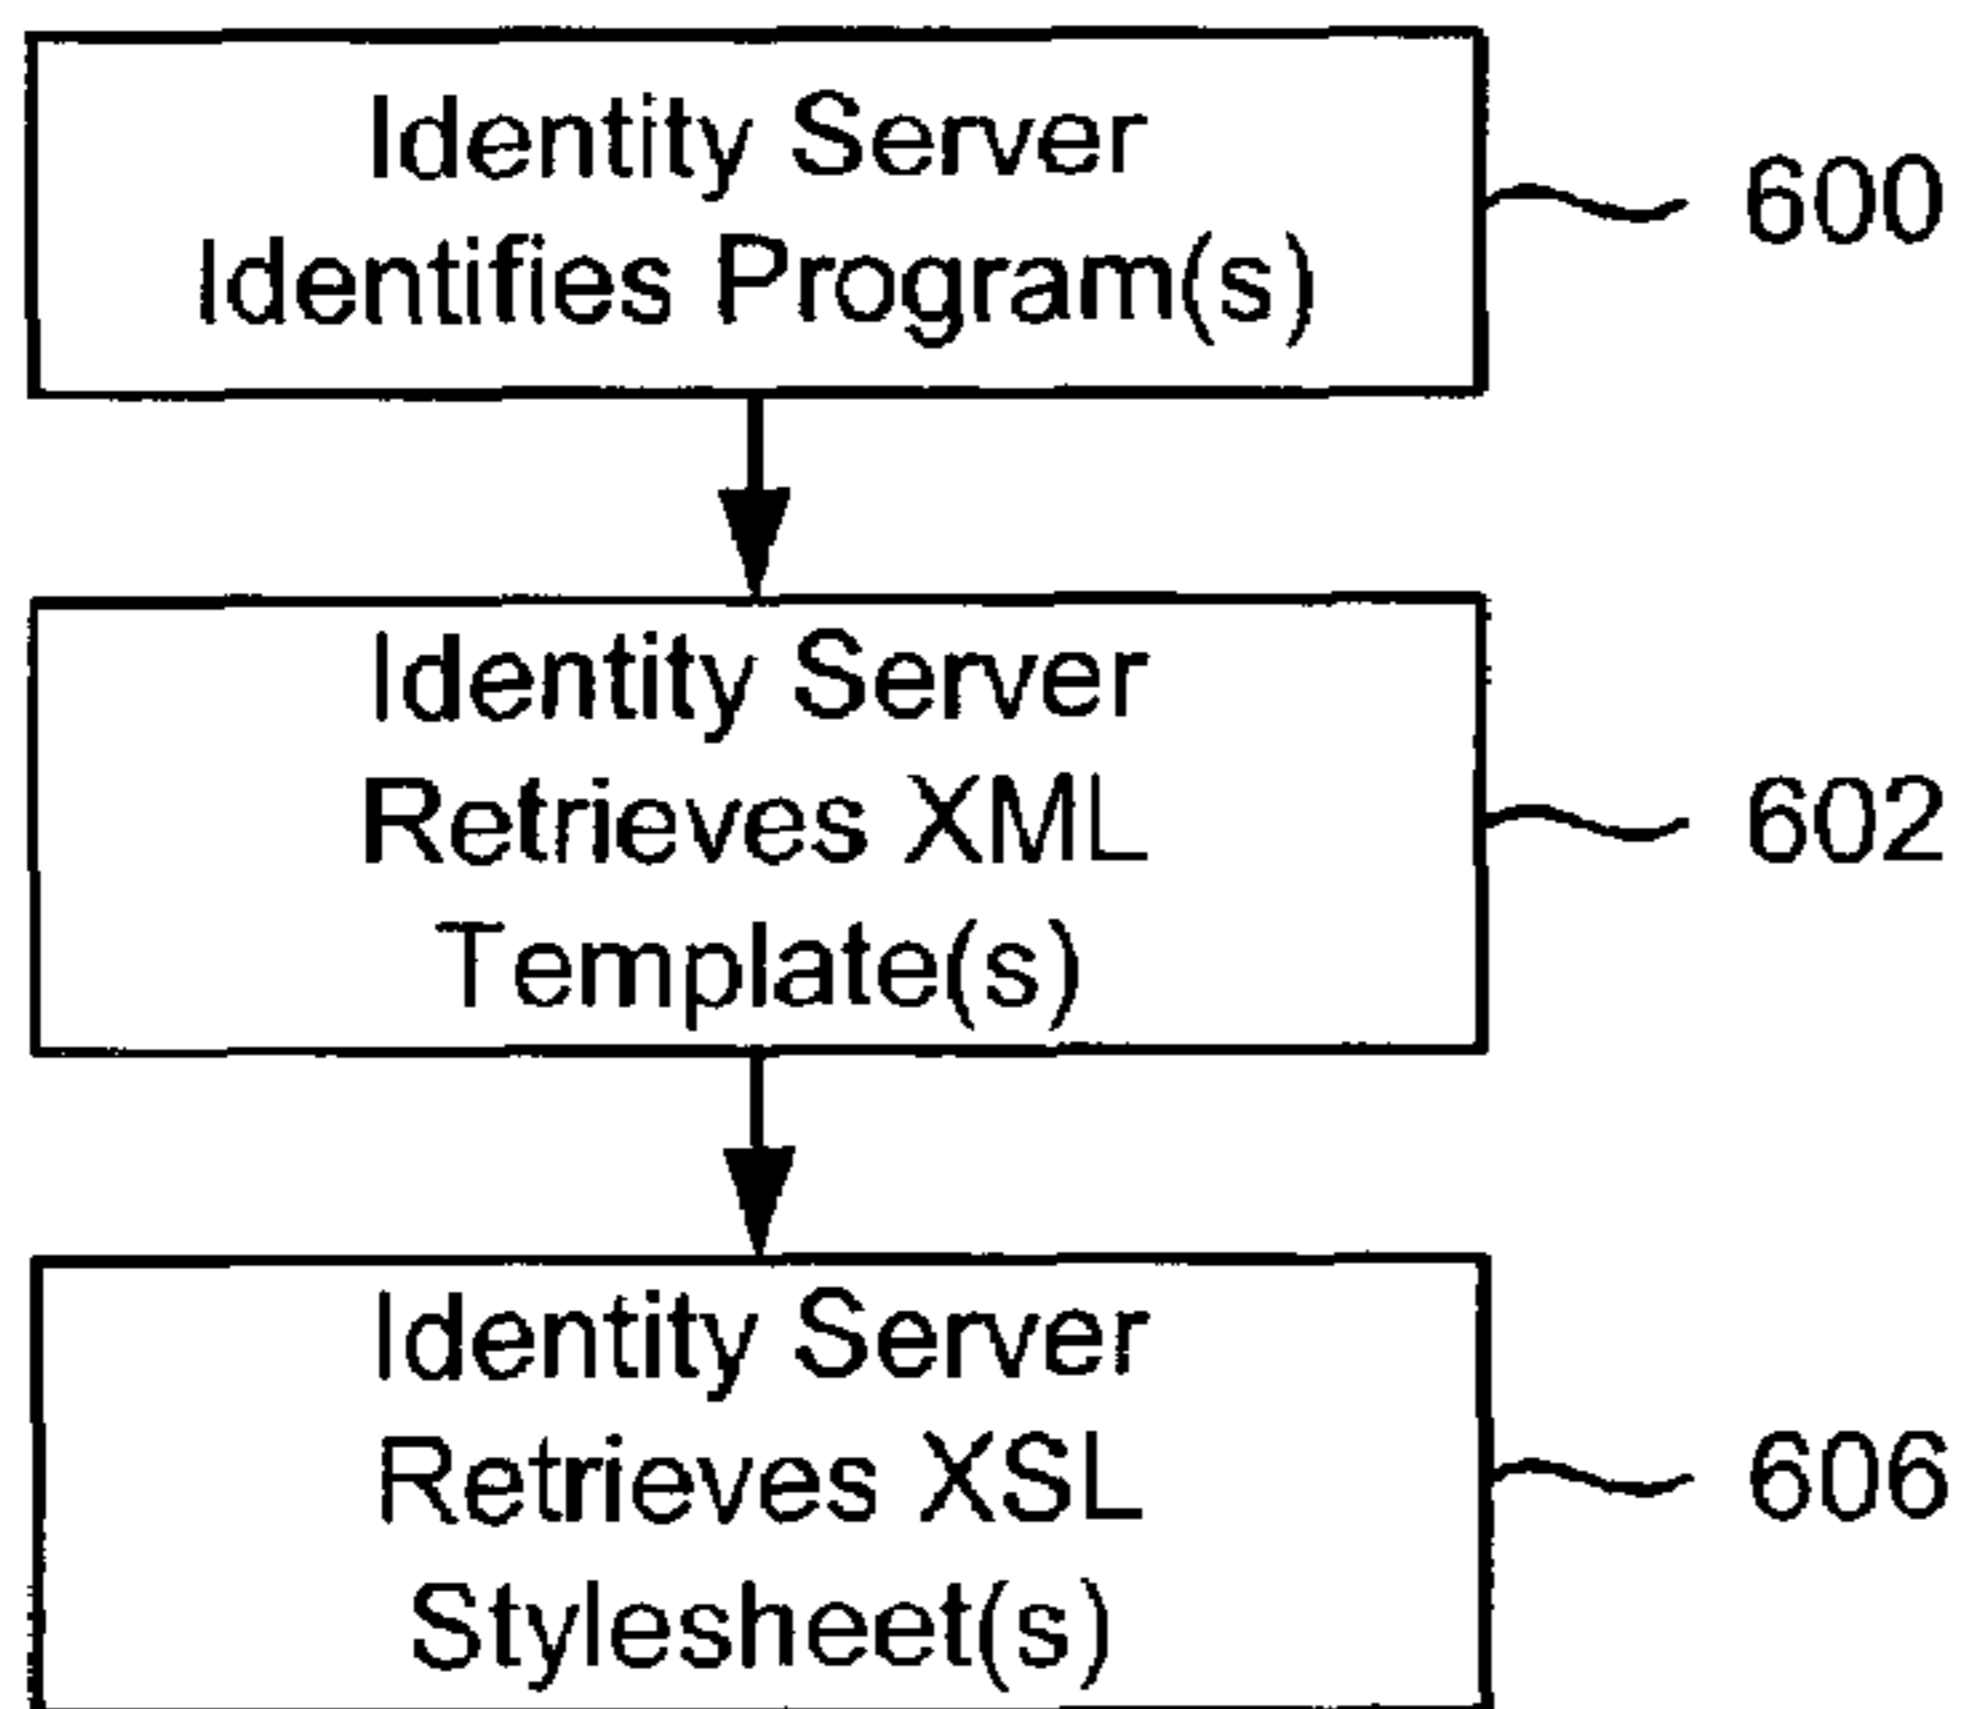 Identity Server
Identifies Program(s)
600
Identity Server
Retrieves XML
Template(s)
602
Identity Server
Retrieves XSL
Stylesheet(s)
606